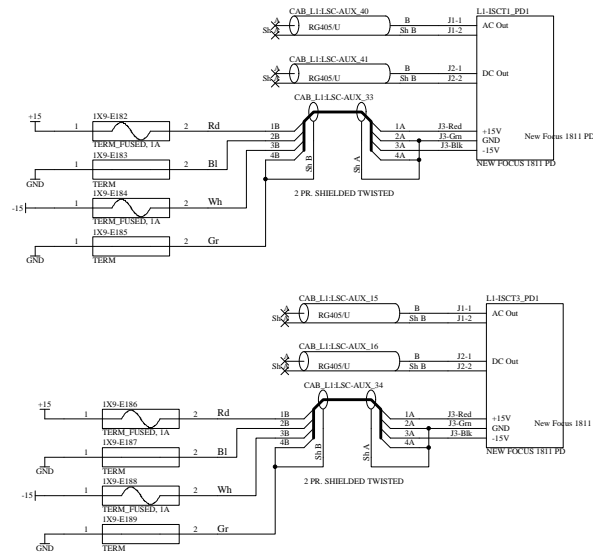 CAB_L1:LSC-AUX_40
L1-ISCT1_PD1
A
B
J1-1
AC Out
Sh
RG405/U
Sh B
J1-2
CAB_L1:LSC-AUX_41
A
B
J2-1
DC Out
Sh
RG405/U
Sh B
J2-2
CAB_L1:LSC-AUX_33
+15
1X9-E182
1
2
Rd
1B
1A
J3-Red
+15V
TERM_FUSED, 1A
2B
2A
J3-Grn
GND
New Focus 1811 PD
1X9-E183
3B
3A
J3-Blk
-15V
1
2
Bl
4B
4A
NEW FOCUS 1811 PD
GND
TERM
Sh B
Sh A
1X9-E184
-15
1
2
Wh
2 PR. SHIELDED TWISTED
TERM_FUSED, 1A
1X9-E185
1
2
Gr
GND
TERM
CAB_L1:LSC-AUX_15
L1-ISCT3_PD1
A
B
J1-1
AC Out
Sh
RG405/U
Sh B
J1-2
CAB_L1:LSC-AUX_16
A
B
J2-1
DC Out
Sh
RG405/U
Sh B
J2-2
CAB_L1:LSC-AUX_34
+15
1X9-E186
1
2
Rd
1B
1A
J3-Red
+15V
TERM_FUSED, 1A
2B
2A
J3-Grn
GND
New Focus 1811
1X9-E187
3B
3A
J3-Blk
-15V
1
2
Bl
4B
4A
NEW FOCUS 1811 PD
GND
TERM
Sh B
Sh A
1X9-E188
-15
1
2
Wh
2 PR. SHIELDED TWISTED
TERM_FUSED, 1A
1X9-E189
1
2
Gr
GND
TERM